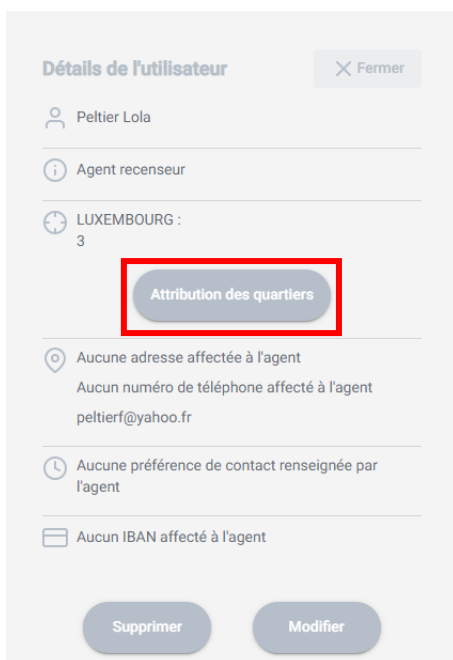 Détails de l'utilisateur
Fermer
Peltier Lola
Agent recenseur
LUXEMBOURG :
3
Attribution des quartiers
Aucune adresse affectée à l'agent
Aucun numéro de téléphone affecté à l'agent
peltierf@yahoo.fr
Aucune préférence de contact renseignée par
l'agent
Aucun IBAN affecté à l'agent
Supprimer
Modifier